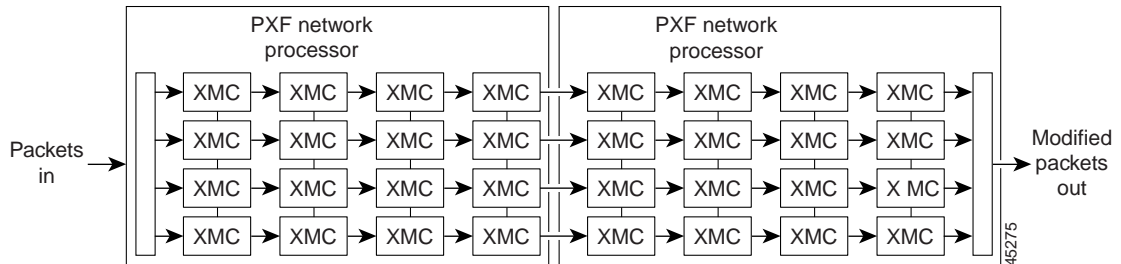 PXF network
processor
PXF network
processor
XMC XMC XMC XMC XMC XMC XMC XMC
XMC XMC XMC XMC XMC XMC XMC XMC
Packets
in
Modified
packets
out
XMC XMC XMC XMC XMC XMC XMC X MC
XMC XMC XMC XMC XMC XMC XMC XMC
45275